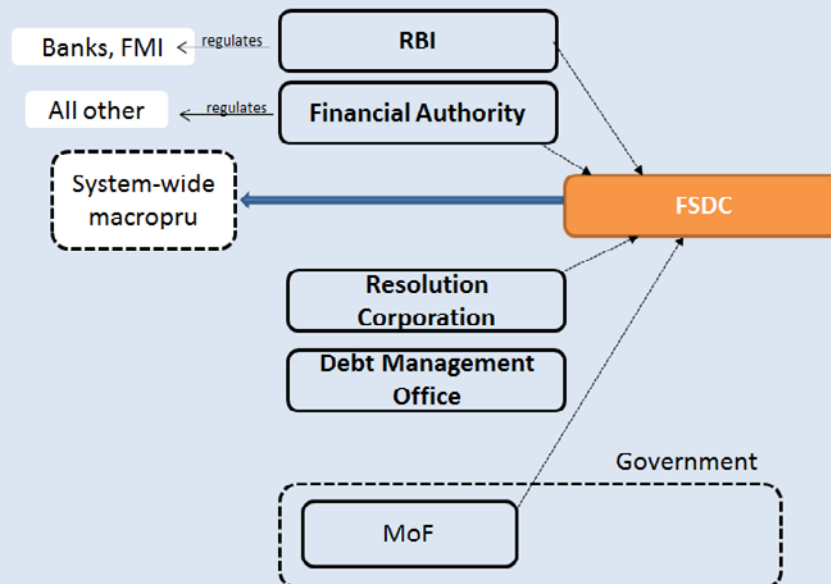 Banks, FMI
regulates
RBI
All other
regulates
Financial Authority
System-wide
macropru
FSDC
Resolution
Corporation
Debt Management
Office
Government
MoF